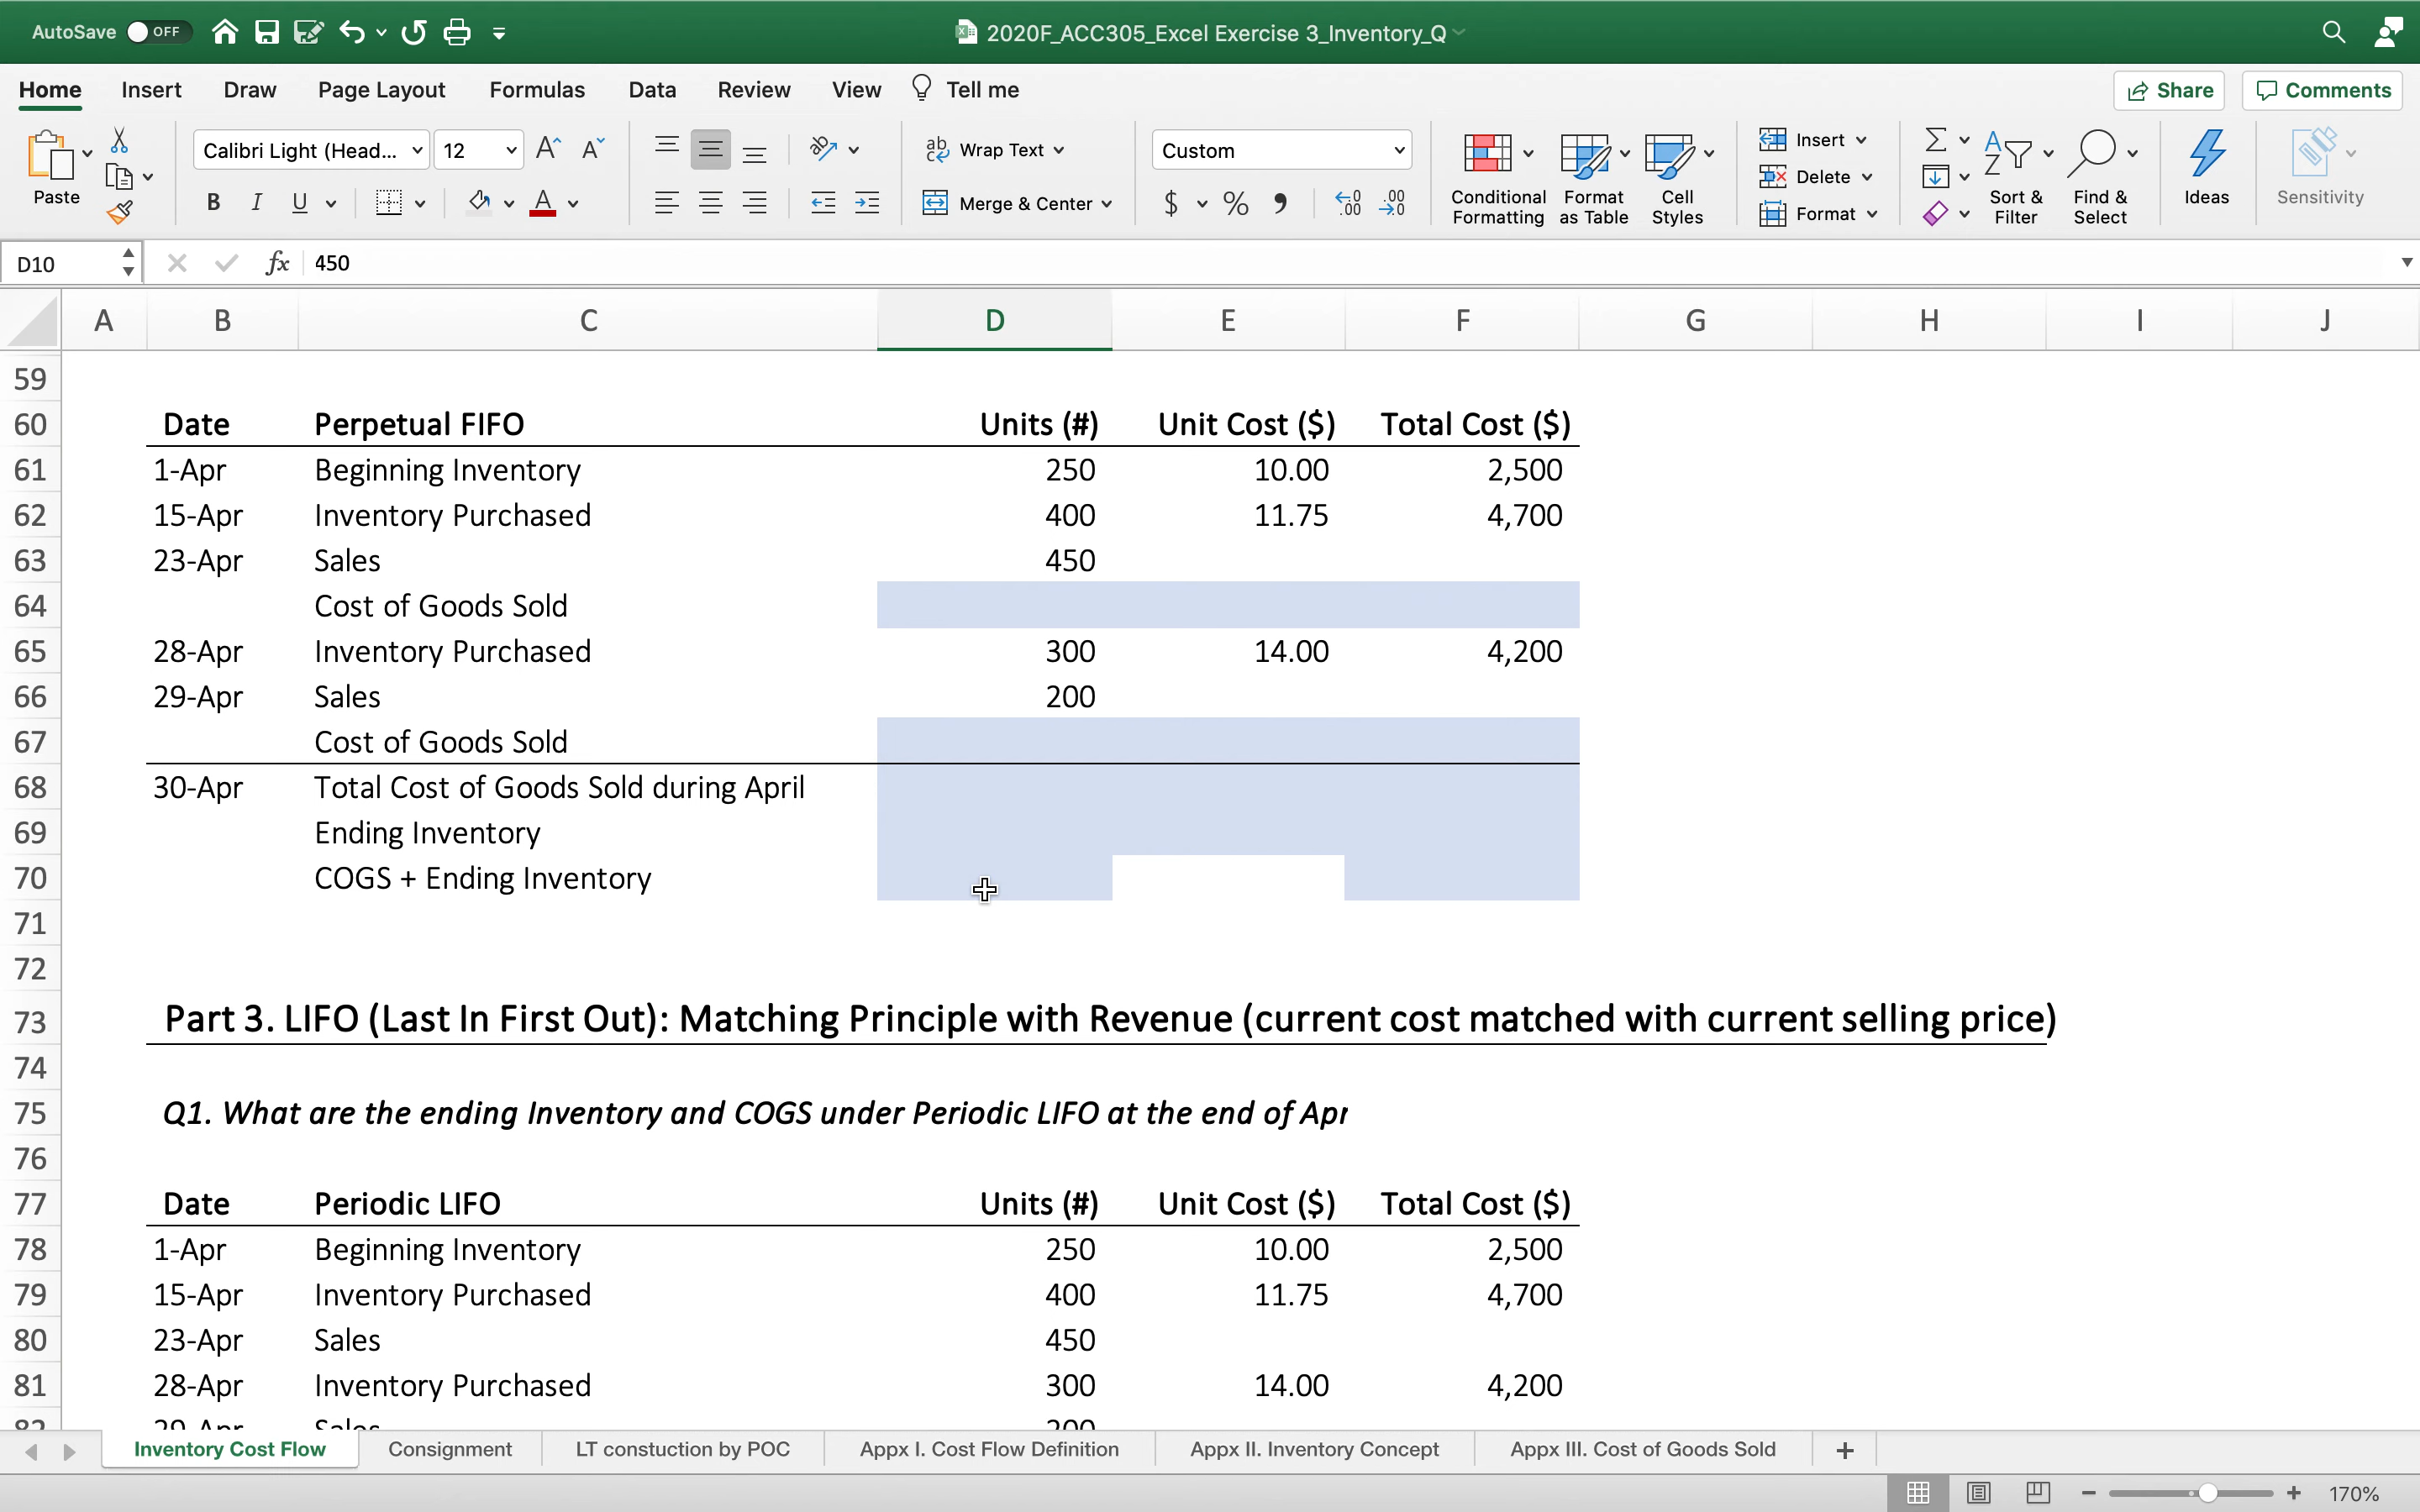 AutoSave OFF 2020F_ACC305_Excel Exercise 3_Inventory_Q
Home Insert Draw Page Layout Formulas Data Review View Tell me Share Comments
Paste Calibri Light (Head... 12 Wrap Text Custom Insert
B I U Merge & Center $ % Conditional Formatting Format as Table Cell Styles Delete Format Sort & Filter Find & Select Ideas Sensitivity
D10 fx 450
A B C D E F G H I J
59
60 Date Perpetual FIFO Units (#) Unit Cost ($) Total Cost ($)
61 1-Apr Beginning Inventory 250 10.00 2,500
62 15-Apr Inventory Purchased 400 11.75 4,700
63 23-Apr Sales 450
64 Cost of Goods Sold
65 28-Apr Inventory Purchased 300 14.00 4,200
66 29-Apr Sales 200
67 Cost of Goods Sold
68 30-Apr Total Cost of Goods Sold during April
69 Ending Inventory
70 COGS + Ending Inventory
71
72
73 Part 3. LIFO (Last In First Out): Matching Principle with Revenue (current cost matched with current selling price)
74
75 Q1. What are the ending Inventory and COGS under Periodic LIFO at the end of Apr
76
77 Date Periodic LIFO Units (#) Unit Cost ($) Total Cost ($)
78 1-Apr Beginning Inventory 250 10.00 2,500
79 15-Apr Inventory Purchased 400 11.75 4,700
80 23-Apr Sales 450
81 28-Apr Inventory Purchased 300 14.00 4,200
82 29-Apr Sales 200
Inventory Cost Flow Consignment LT constuction by POC Appx I. Cost Flow Definition Appx II. Inventory Concept Appx III. Cost of Goods Sold +
170%